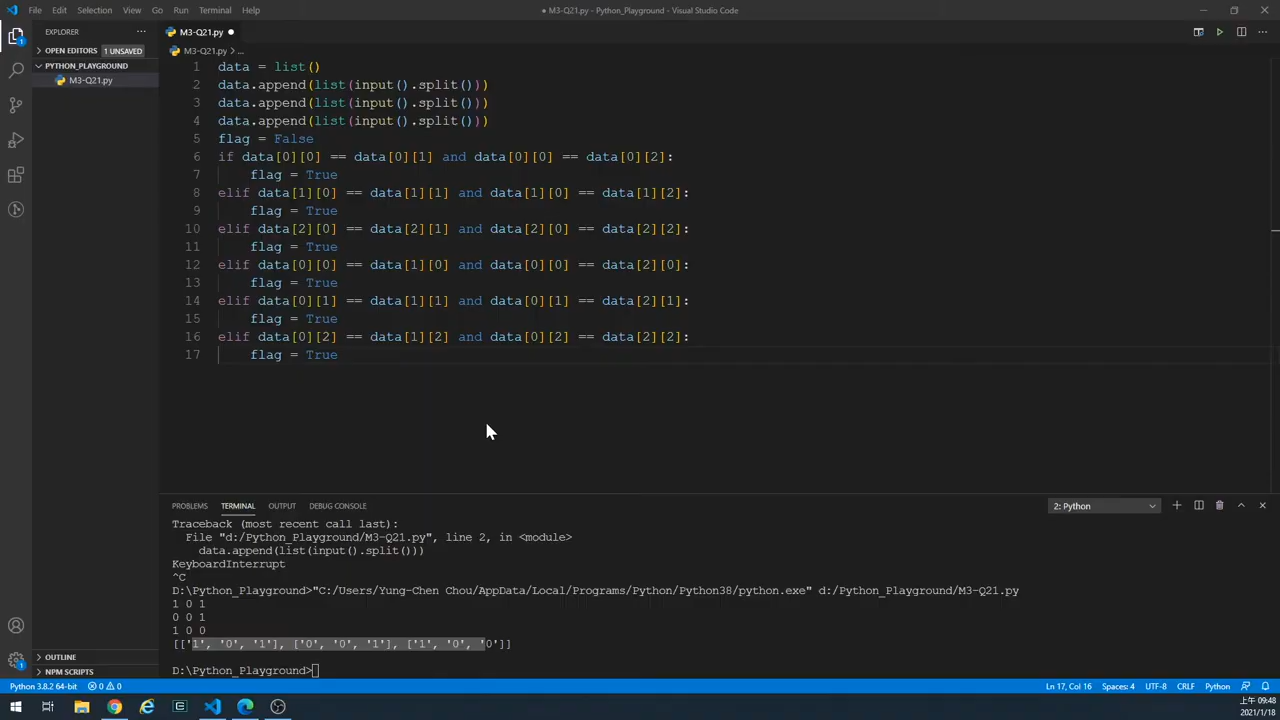 File Edit Selection View Go Run Terminal Help
● M3-Q21.py - Python_Playground - Visual Studio Code
EXPLORER
OPEN EDITORS 1 UNSAVED
PYTHON_PLAYGROUND
M3-Q21.py
OUTLINE
NPM SCRIPTS
M3-Q21.py ●
M3-Q21.py > ...
1 data = list()
2 data.append(list(input().split()))
3 data.append(list(input().split()))
4 data.append(list(input().split()))
5 flag = False
6 if data[0][0] == data[0][1] and data[0][0] == data[0][2]:
7 flag = True
8 elif data[1][0] == data[1][1] and data[1][0] == data[1][2]:
9 flag = True
10 elif data[2][0] == data[2][1] and data[2][0] == data[2][2]:
11 flag = True
12 elif data[0][0] == data[1][0] and data[0][0] == data[2][0]:
13 flag = True
14 elif data[0][1] == data[1][1] and data[0][1] == data[2][1]:
15 flag = True
16 elif data[0][2] == data[1][2] and data[0][2] == data[2][2]:
17 flag = True
PROBLEMS TERMINAL OUTPUT DEBUG CONSOLE 2: Python
Traceback (most recent call last):
File "d:/Python_Playground/M3-Q21.py", line 2, in <module>
data.append(list(input().split()))
KeyboardInterrupt
^C
D:\Python_Playground>"C:/Users/Yung-Chen Chou/AppData/Local/Programs/Python/Python38/python.exe" d:/Python_Playground/M3-Q21.py
1 0 1
0 0 1
1 0 0
[['1', '0', '1'], ['0', '0', '1'], ['1', '0', '0']]
D:\Python_Playground>
Python 3.8.2 64-bit 0 0 Ln 17, Col 16 Spaces: 4 UTF-8 CRLF Python
上午 09:48
2021/1/18